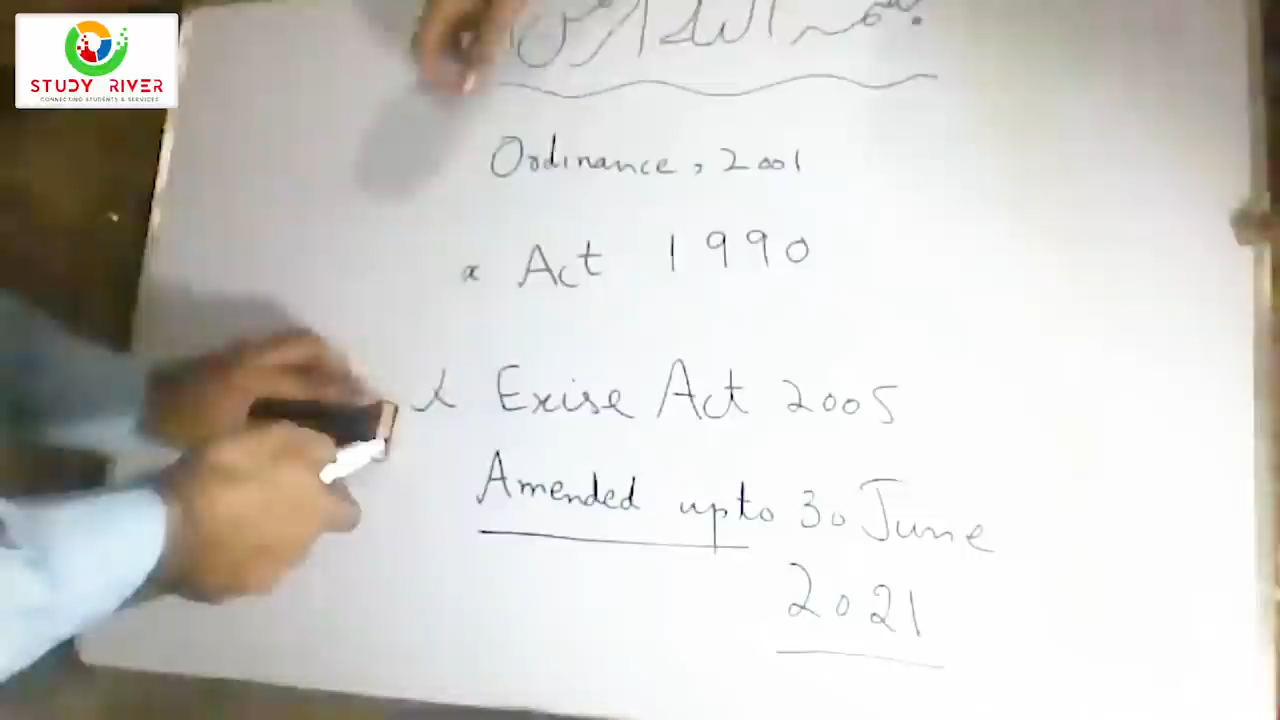 STUDY RIVER
CONNECTING STUDENTS & SERVICES
Ordinance, 2001
x Act 1990
Exise Act 2005
Amended upto 30 June
2021